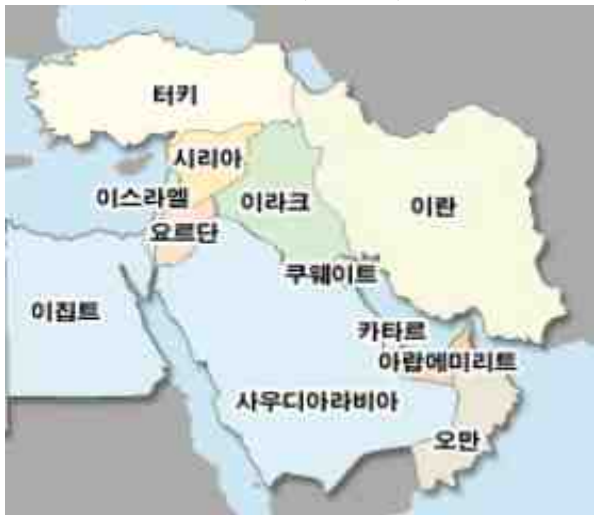 터키
시리아
이스라엘
이라크
이란
요르단
쿠웨이트
이집트
카타르
아랍에미리트
사우디아라비아
오만